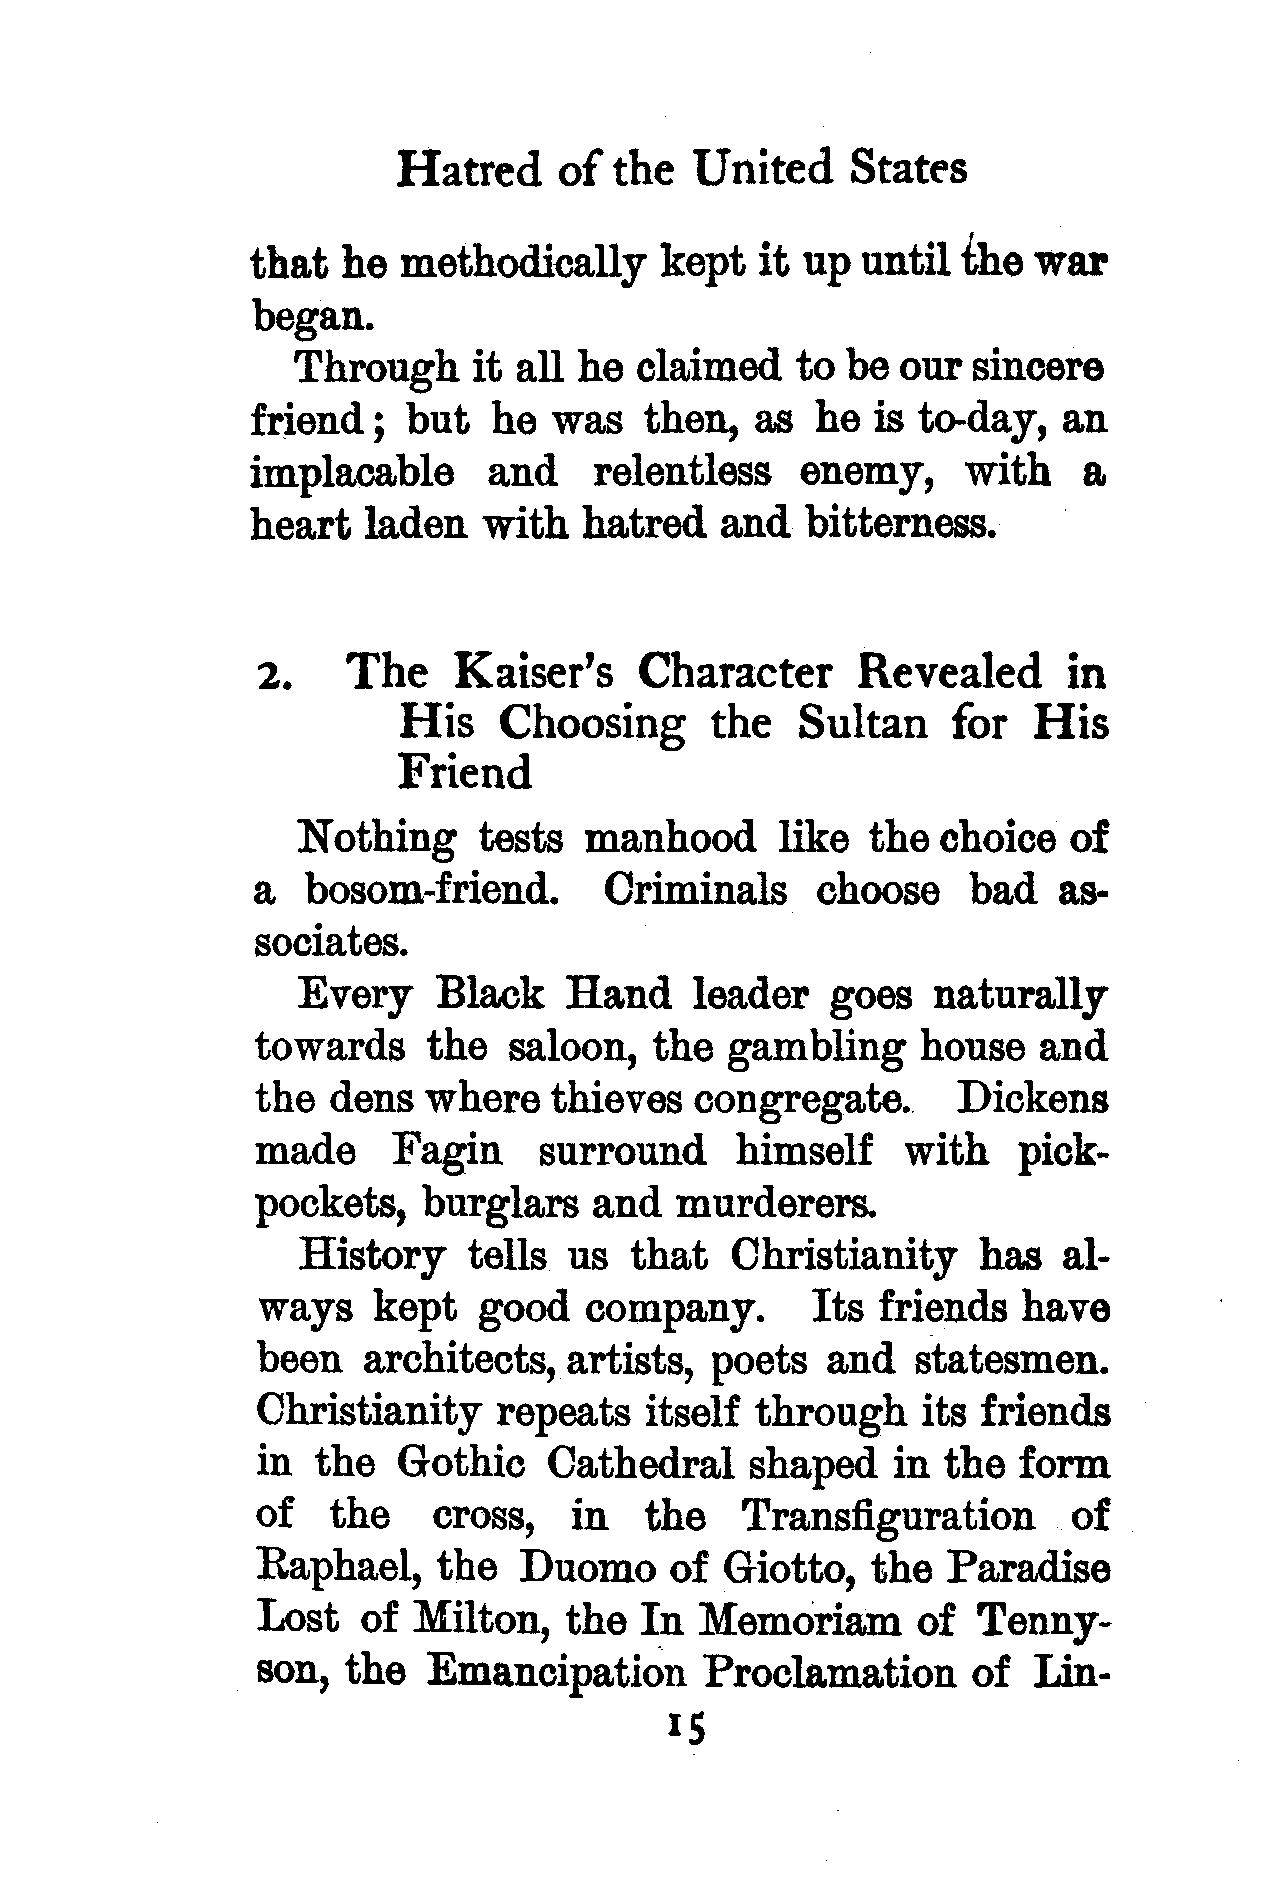 Hatred of the United States
that he methodically kept it up until the war
began.
Through it all he claimed to be our sincere
friend; but he was then, as he is to-day, an
implacable and relentless enemy, with a
heart laden with hatred and bitterness.
2. The Kaiser's Character Revealed in
His Choosing the Sultan for His
Friend
Nothing tests manhood like the choice of
a bosom-friend. Criminals choose bad as-
sociates.
Every Black Hand leader goes naturally
towards the saloon, the gambling house and
the dens where thieves congregate. Dickens
made Fagin surround himself with pick-
pockets, burglars and murderers.
History tells us that Christianity has al-
ways kept good company. Its friends have
been architects, artists, poets and statesmen.
Christianity repeats itself through its friends
in the Gothic Cathedral shaped in the form
of the cross, in the Transfiguration of
Raphael, the Duomo of Giotto, the Paradise
Lost of Milton, the In Memoriam of Tenny-
son, the Emancipation Proclamation of Lin-
15